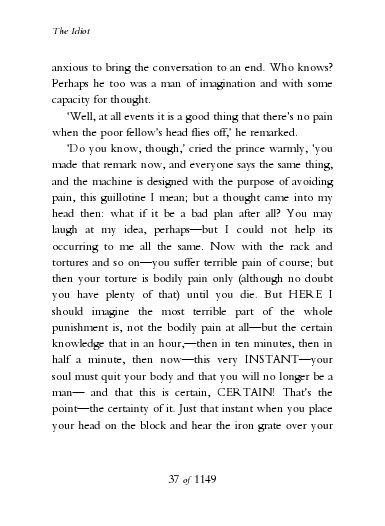 The Idiot
anxious to bring the conversation to an end. Who knows?
Perhaps he too was a man of imagination and with some
capacity for thought.
‘Well, at all events it is a good thing that there’s no pain
when the poor fellow’s head flies off,’ he remarked.
‘Do you know, though,’ cried the prince warmly, ‘you
made that remark now, and everyone says the same thing,
and the machine is designed with the purpose of avoiding
pain, this guillotine I mean; but a thought came into my
head then: what if it be a bad plan after all? You may
laugh at my idea, perhaps—but I could not help its
occurring to me all the same. Now with the rack and
tortures and so on—you suffer terrible pain of course; but
then your torture is bodily pain only (although no doubt
you have plenty of that) until you die. But HERE I
should imagine the most terrible part of the whole
punishment is, not the bodily pain at all—but the certain
knowledge that in an hour,—then in ten minutes, then in
half a minute, then now—this very INSTANT—your
soul must quit your body and that you will no longer be a
man— and that this is certain, CERTAIN! That’s the
point—the certainty of it. Just that instant when you place
your head on the block and hear the iron grate over your
37 of 1149